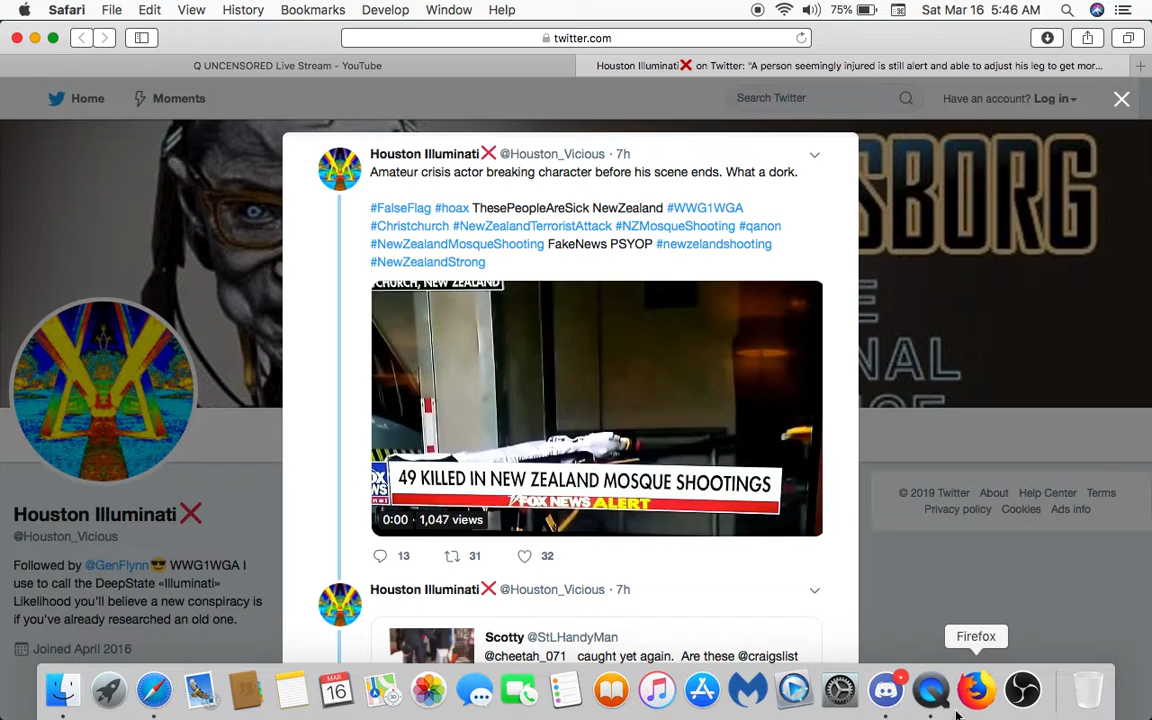 Safari File Edit View History Bookmarks Develop Window Help 75% Sat Mar 16 5:46 AM
twitter.com
Q UNCENSORED Live Stream - YouTube
Houston Illuminati❌ on Twitter: "A person seemingly injured is still alert and able to adjust his leg to get mor...
Home Moments Search Twitter Have an account? Log in
Houston Illuminati❌ @Houston_Vicious · 7h
Amateur crisis actor breaking character before his scene ends. What a dork.
#FalseFlag #hoax ThesePeopleAreSick NewZealand #WWG1WGA
#Christchurch #NewZealandTerroristAttack #NZMosqueShooting #qanon
#NewZealandMosqueShooting FakeNews PSYOP #newzelandshooting
#NewZealandStrong
CHURCH, NEW ZEALAND
49 KILLED IN NEW ZEALAND MOSQUE SHOOTINGS
FOX NEWS ALERT
0:00 · 1,047 views
13 31 32
Houston Illuminati❌ @Houston_Vicious · 7h
Scotty @StLHandyMan
@cheetah_071 caught yet again. Are these @craigslist
SBORG
NAL
Houston Illuminati❌
@Houston_Vicious
Followed by @GenFlynn😎 WWG1WGA I
use to call the DeepState «Illuminati»
Likelihood you'll believe a new conspiracy is
if you've already researched an old one.
Joined April 2016
© 2019 Twitter About Help Center Terms
Privacy policy Cookies Ads info
Firefox
MAR
16